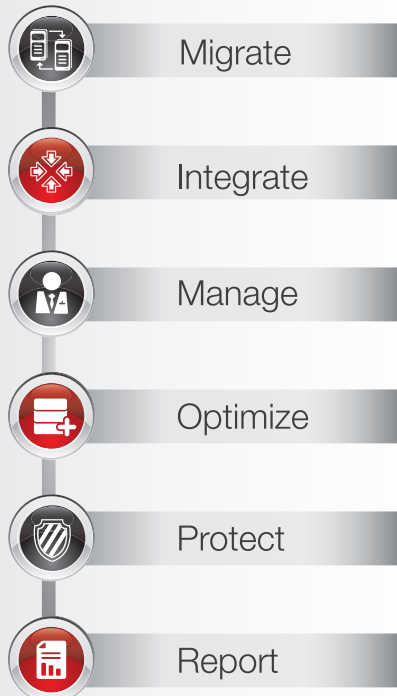 Migrate
Integrate
Manage
Optimize
Protect
Report